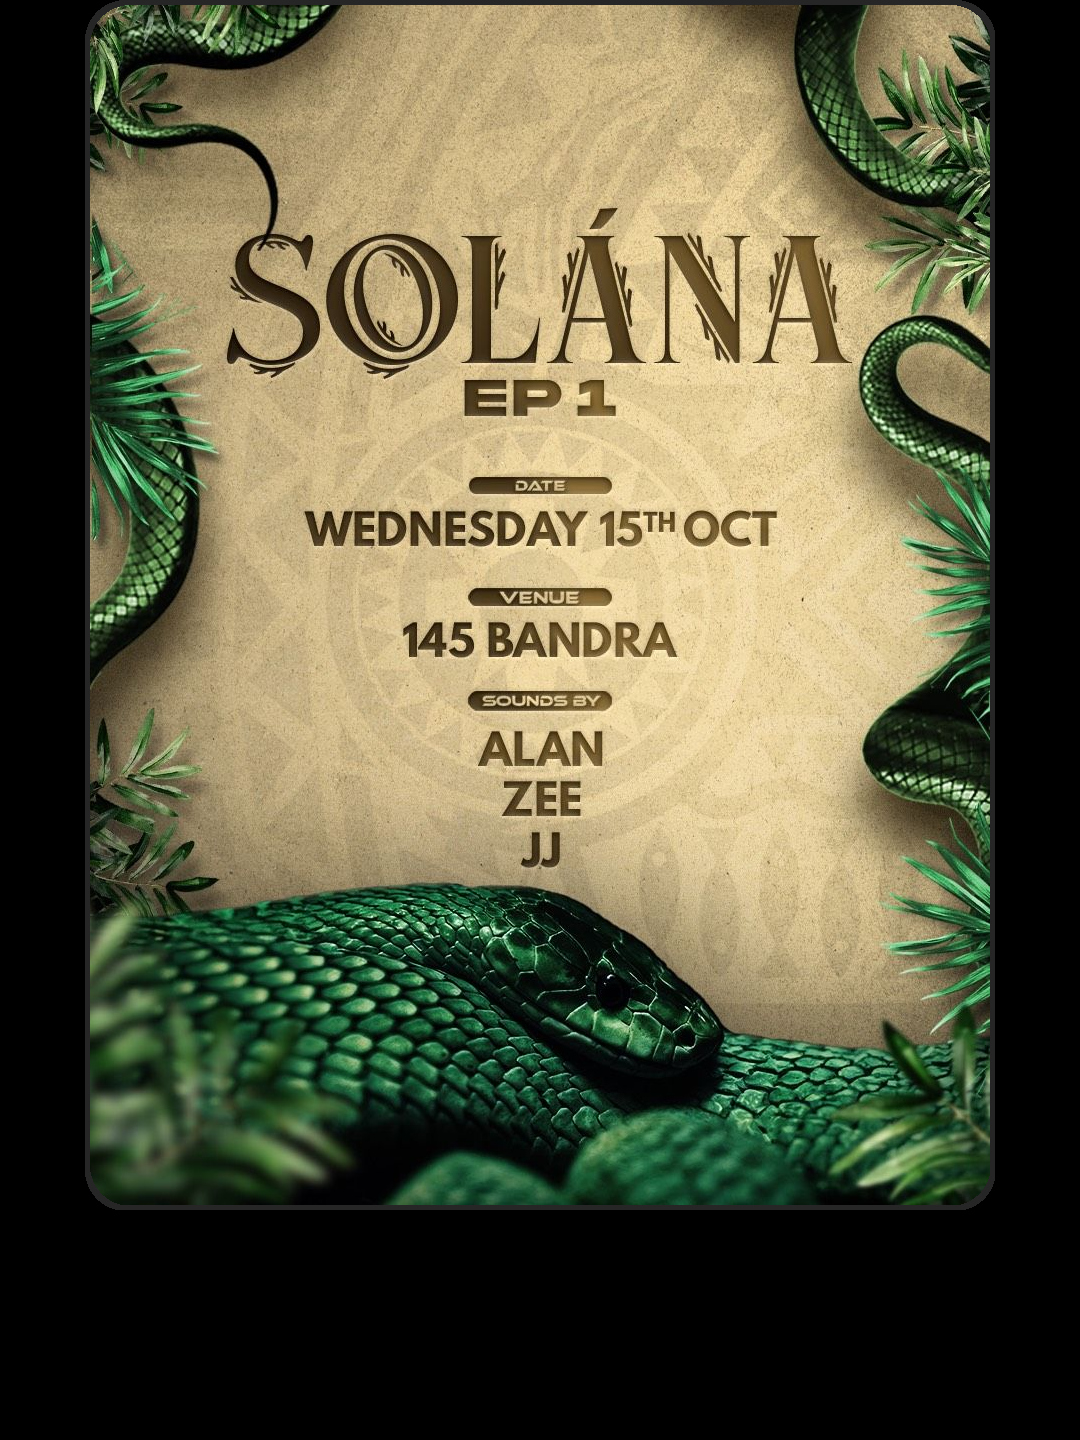 SOLÁNA
EP 1
DATE
WEDNESDAY 15TH OCT
VENUE
145 BANDRA
SOUNDS BY
ALAN
ZEE
JJ